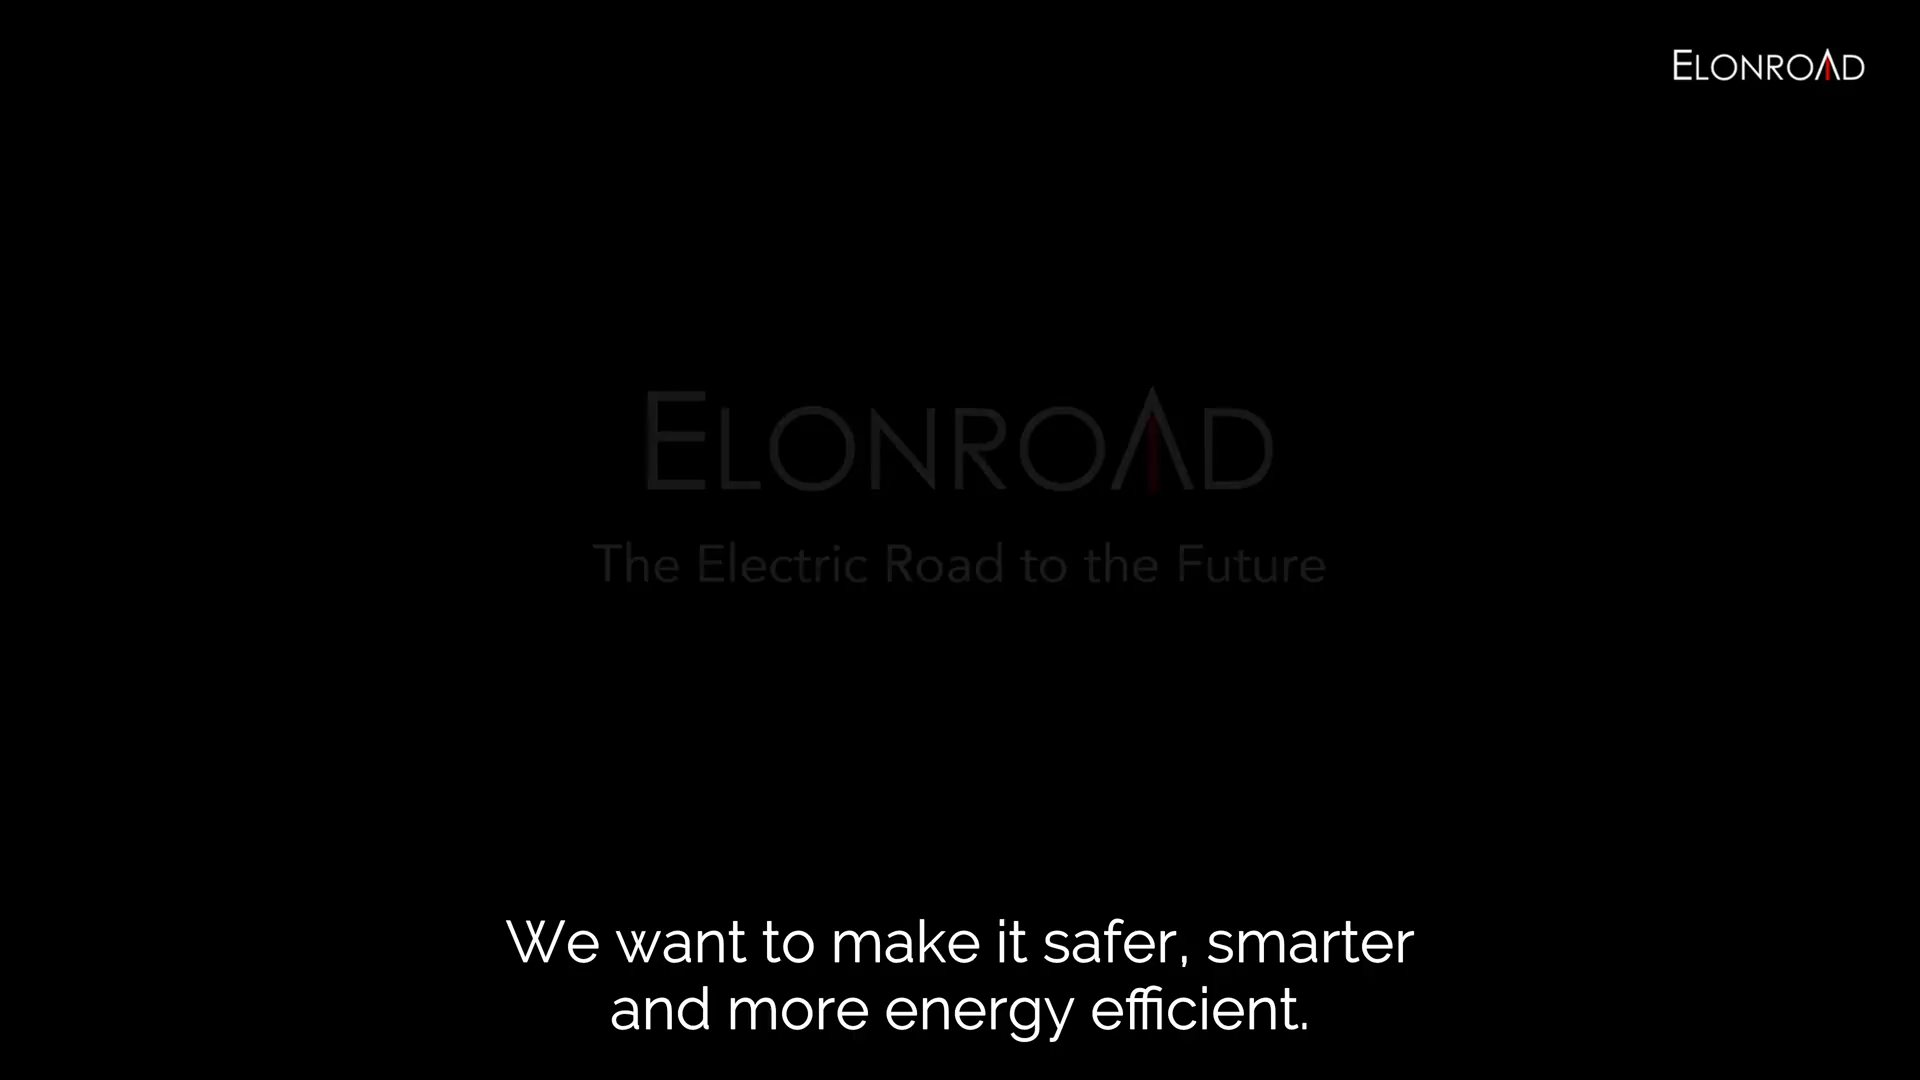 ELONROAD
ELONROAD
The Electric Road to the Future
We want to make it safer, smarter
and more energy efficient.